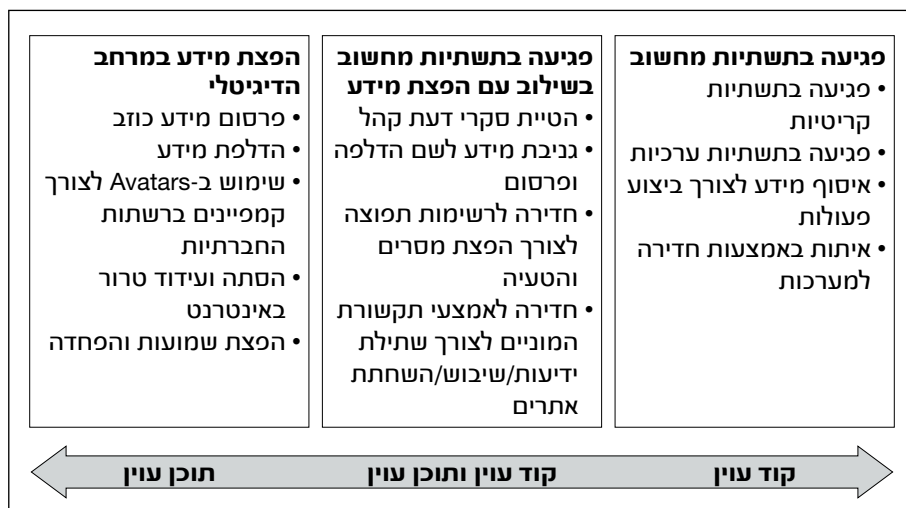 פגיעה בתשתיות מחשוב
• פגיעה בתשתיות
קריטיות
• פגיעה בתשתיות ערכיות
• איסוף מידע לצורך ביצוע
פעולות
• איתות באמצעות חדירה
למערכות
פגיעה בתשתיות מחשוב
בשילוב עם הפצת מידע
• הטיית סקרי דעת קהל
• גניבת מידע לשם הדלפה
ופרסום
• חדירה לרשימות תפוצה
לצורך הפצת מסרים
והטעיה
• חדירה לאמצעי תקשורת
המוניים לצורך שתילת
ידיעות/שיבוש/השחתת
אתרים
הפצת מידע במרחב
הדיגיטלי
• פרסום מידע כוזב
• הדלפת מידע
• שימוש ב-Avatars לצורך
קמפיינים ברשתות
החברתיות
• הסתה ועידוד טרור
באינטרנט
• הפצת שמועות והפחדה
קוד עוין
קוד עוין ותוכן עוין
תוכן עוין